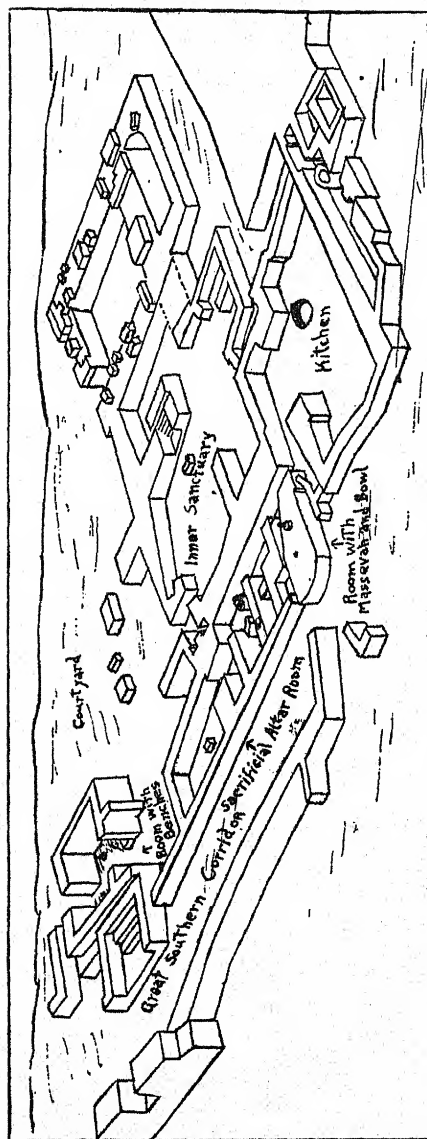 Courtyard
Inner Sanctuary
Kitchen
Room with
Benches
Great Southern Corridor
Sacrificial Altar Room
Room with
Massevah and Bowl